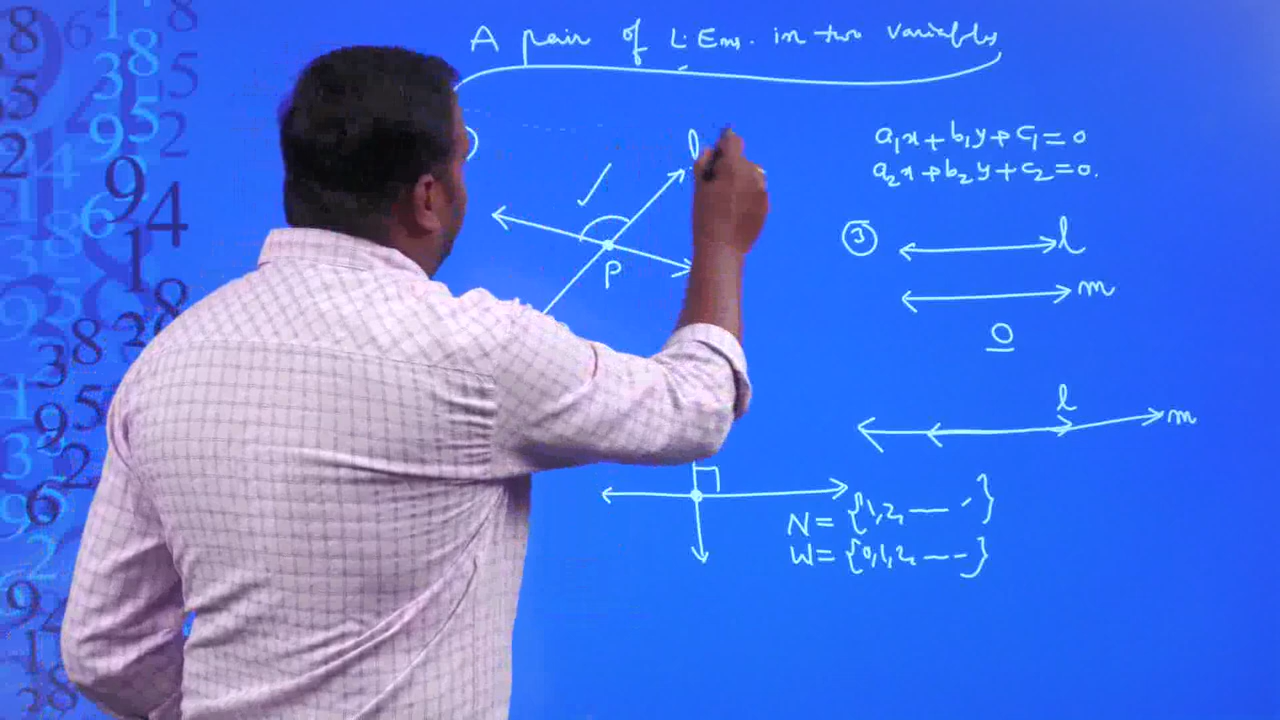 A pair of L.Ens. in two variables
l
P
a₁x+b₁y+c₁=0
a₂x+b₂y+c₂=0.
③
l
m
0
l
m
N={1,2, — -}
W={0,1,2, — -}